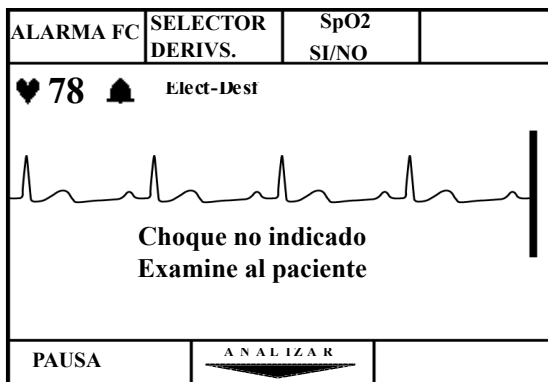 ALARMA FC
SELECTOR
DERIVS.
SpO2
SI/NO
78
Elect-Desf
Choque no indicado
Examine al paciente
PAUSA
ANALIZAR